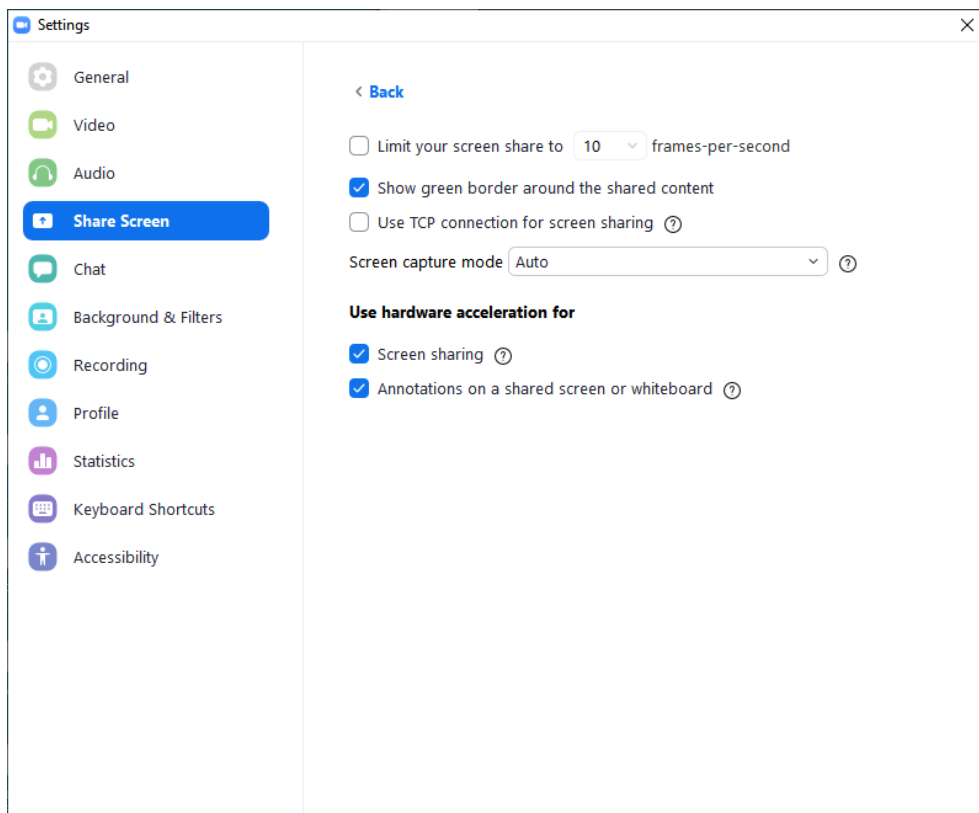 Settings
General
Video
Audio
Share Screen
Chat
Background & Filters
Recording
Profile
Statistics
Keyboard Shortcuts
Accessibility
Back
Limit your screen share to 10 frames-per-second
Show green border around the shared content
Use TCP connection for screen sharing ?
Screen capture mode Auto ?
Use hardware acceleration for
Screen sharing ?
Annotations on a shared screen or whiteboard ?